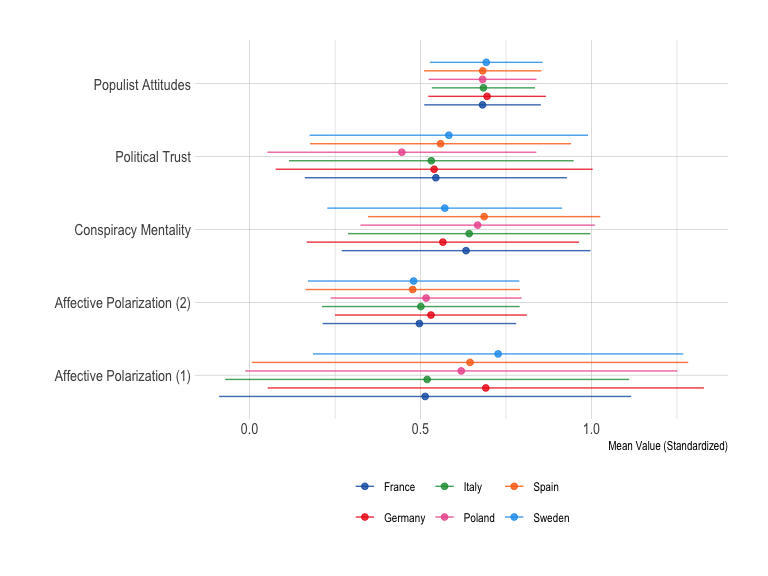 Populist Attitudes
Political Trust
Conspiracy Mentality
Affective Polarization (2)
Affective Polarization (1)
0.0 0.5 1.0
Mean Value (Standardized)
France Italy Spain
Germany Poland Sweden